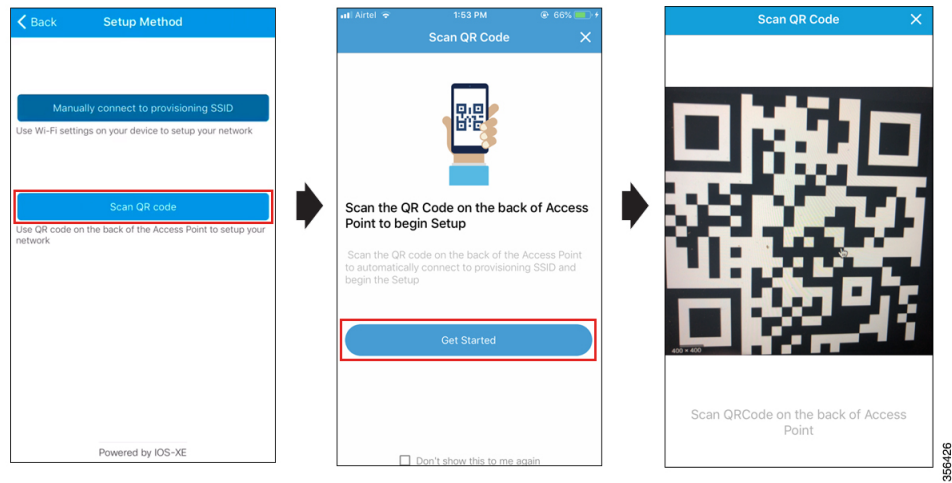 Back
Setup Method
Manually connect to provisioning SSID
Use Wi-Fi settings on your device to setup your network
Scan QR code
Use QR code on the back of the Access Point to setup your
network
Powered by IOS-XE
Airtel
1:53 PM
66%
Scan QR Code
Scan the QR Code on the back of Access
Point to begin Setup
Scan the QR code on the back of the Access Point
to automatically connect to provisioning SSID and
begin the Setup
Get Started
Don't show this to me again
Scan QR Code
400 × 400
Scan QRCode on the back of Access
Point
356426